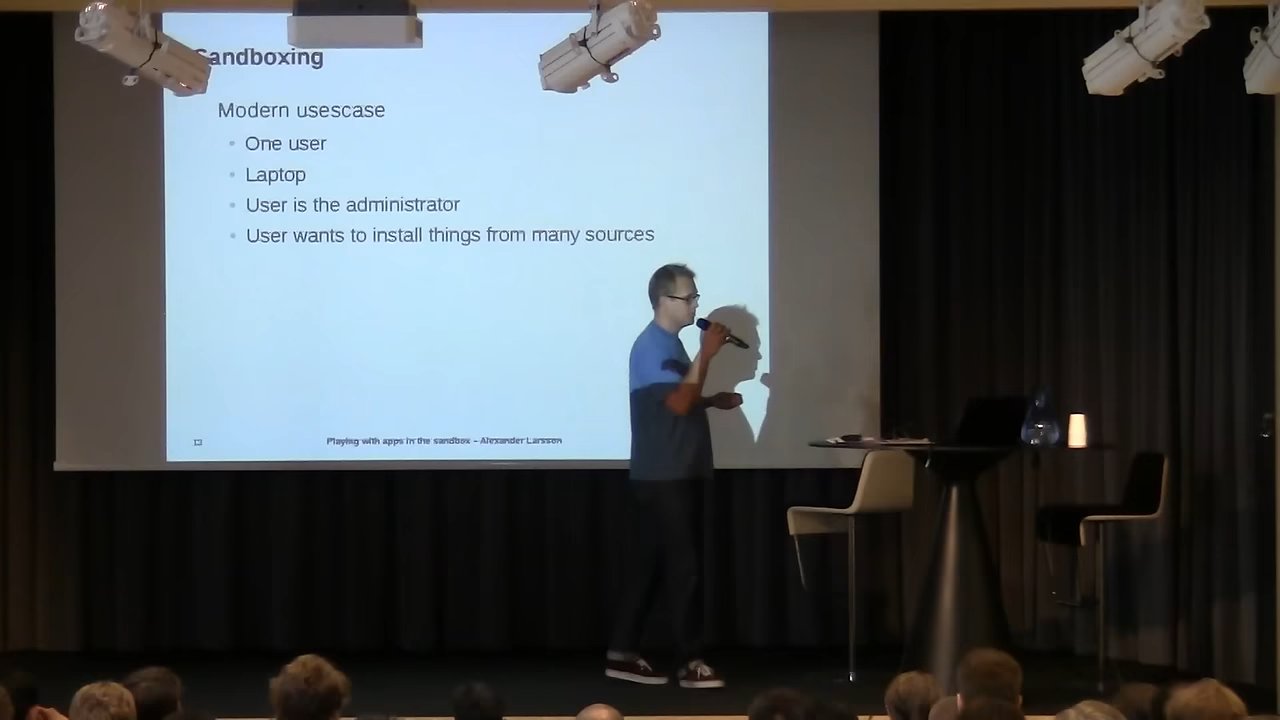 Sandboxing
Modern usescase
One user
Laptop
User is the administrator
User wants to install things from many sources
Playing with apps in the sandbox – Alexander Larsson